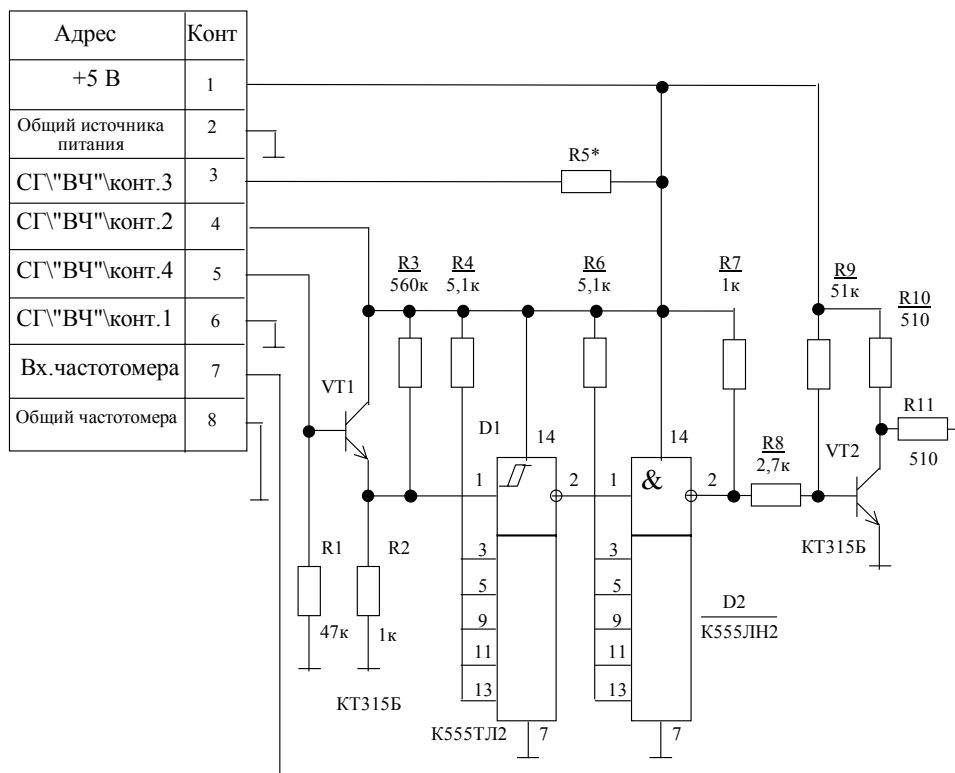 Адрес Конт
+5 В 1
Общий источника
питания 2
СГ\"ВЧ"\конт.3 3
СГ\"ВЧ"\конт.2 4
СГ\"ВЧ"\конт.4 5
СГ\"ВЧ"\конт.1 6
Вх.частотомера 7
Общий частотомера 8
R5*
R3
560к
R4
5,1к
R6
5,1к
R7
1к
R9
51к
R10
510
VT1
D1
14
14
R8
2,7к
VT2
R11
510
1
2
1
&
2
КТ315Б
3
5
9
11
13
3
5
9
11
13
R1
47к
R2
1к
D2
К555ЛН2
КТ315Б
К555ТЛ2
7
7